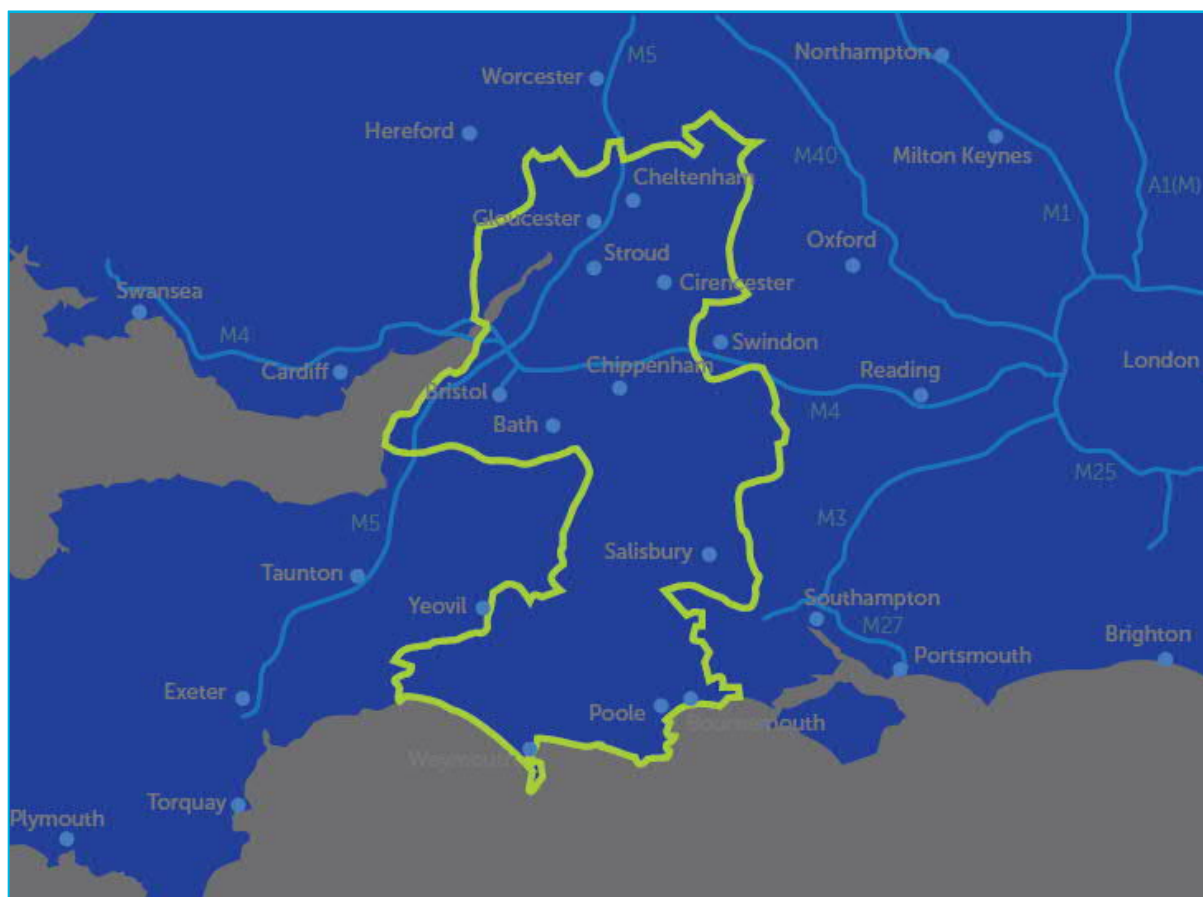 Northampton
M5
Worcester
Hereford
Milton Keynes
M40
Cheltenham
A1(M)
M1
Gloucester
Oxford
Stroud
Cirencester
Swansea
M4
Swindon
London
Chippenham
Reading
Cardiff
Bristol
M4
Bath
M25
M5
M3
Salisbury
Taunton
Southampton
Yeovil
M27
Brighton
Portsmouth
Exeter
Poole
Bournemouth
Weymouth
Torquay
Plymouth